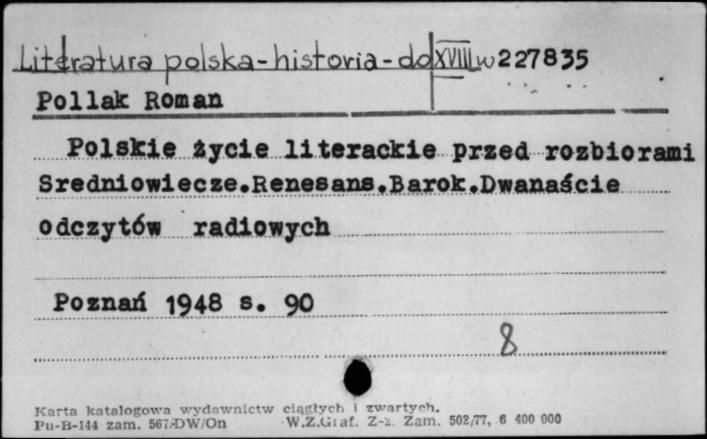 Literatura polska-historia-do XVIII w 227835
Pollak Roman
Polskie życie literackie przed rozbiorami
Sredniowiecze.Renesans.Barok.Dwanaście
odczytów radiowych
Poznań 1948 s. 90
8
Karta katalogowa wydawnictw ciągłych i zwartych.
Pu-B-144 zam. 567/DW/On W.Z.Graf. Z-z. Zam. 502/77, 6 400 000